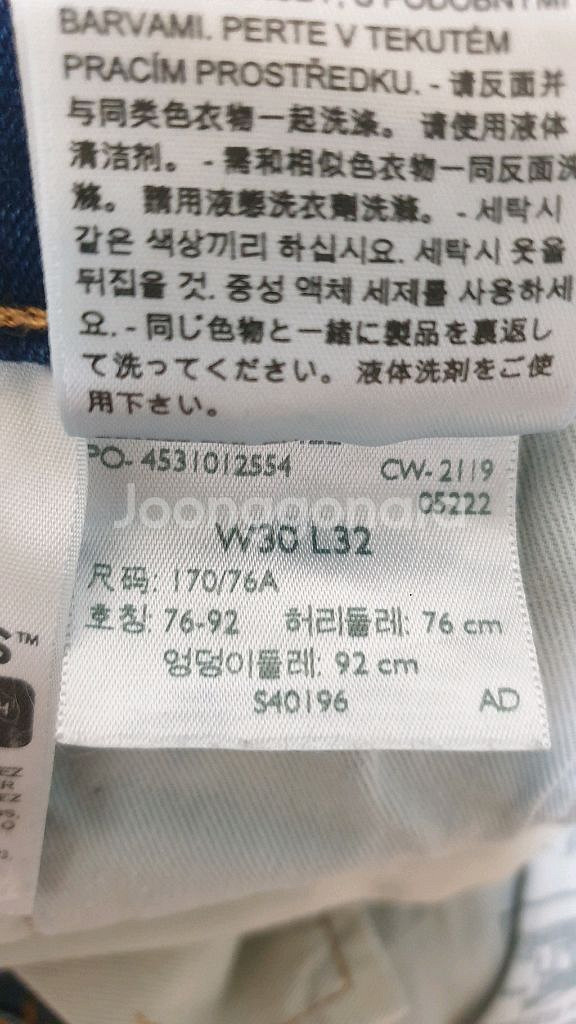 BARVAMI. PERTE V TEKUTÉM
PRACÍM PROSTŘEDKU. - 请反面并
与同类色衣物一起洗涤。 请使用液体
清洁剂。 - 需和相似色衣物一同反面洗
滌。 請用液態洗衣劑洗滌。 - 세탁시
같은 색상끼리 하십시요. 세탁시 옷을
뒤집을 것. 중성 액체 세제를 사용하세
요. - 同じ色物と一緒に製品を裏返し
て洗ってください。 液体洗剤をご使
用下さい。
PO- 4531012554 CW- 2119
05222
Joonggonar
W30 L32
尺码: 170/76A
호칭: 76-92 허리둘레: 76 cm
엉덩이둘레: 92 cm
S40196 AD
S™
EZ
R
EZ